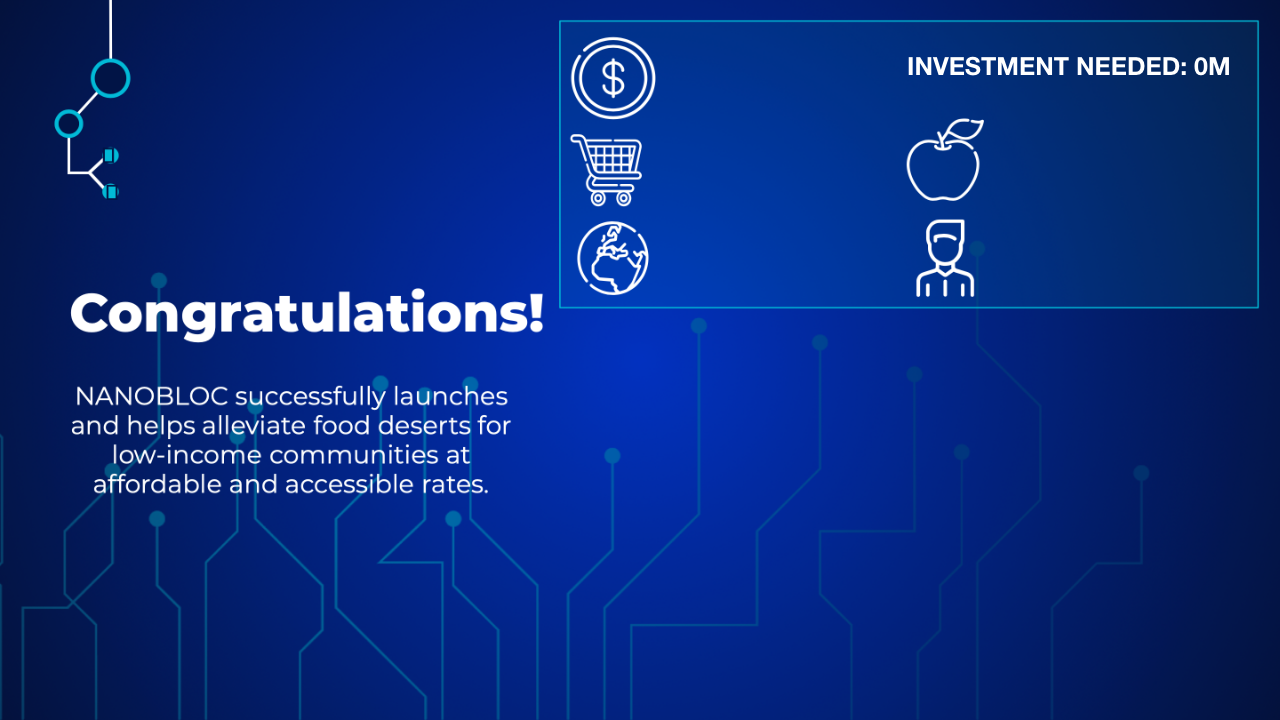 INVESTMENT NEEDED: 0M
Congratulations!
NANOBLOC successfully launches
and helps alleviate food deserts for
low-income communities at
affordable and accessible rates.